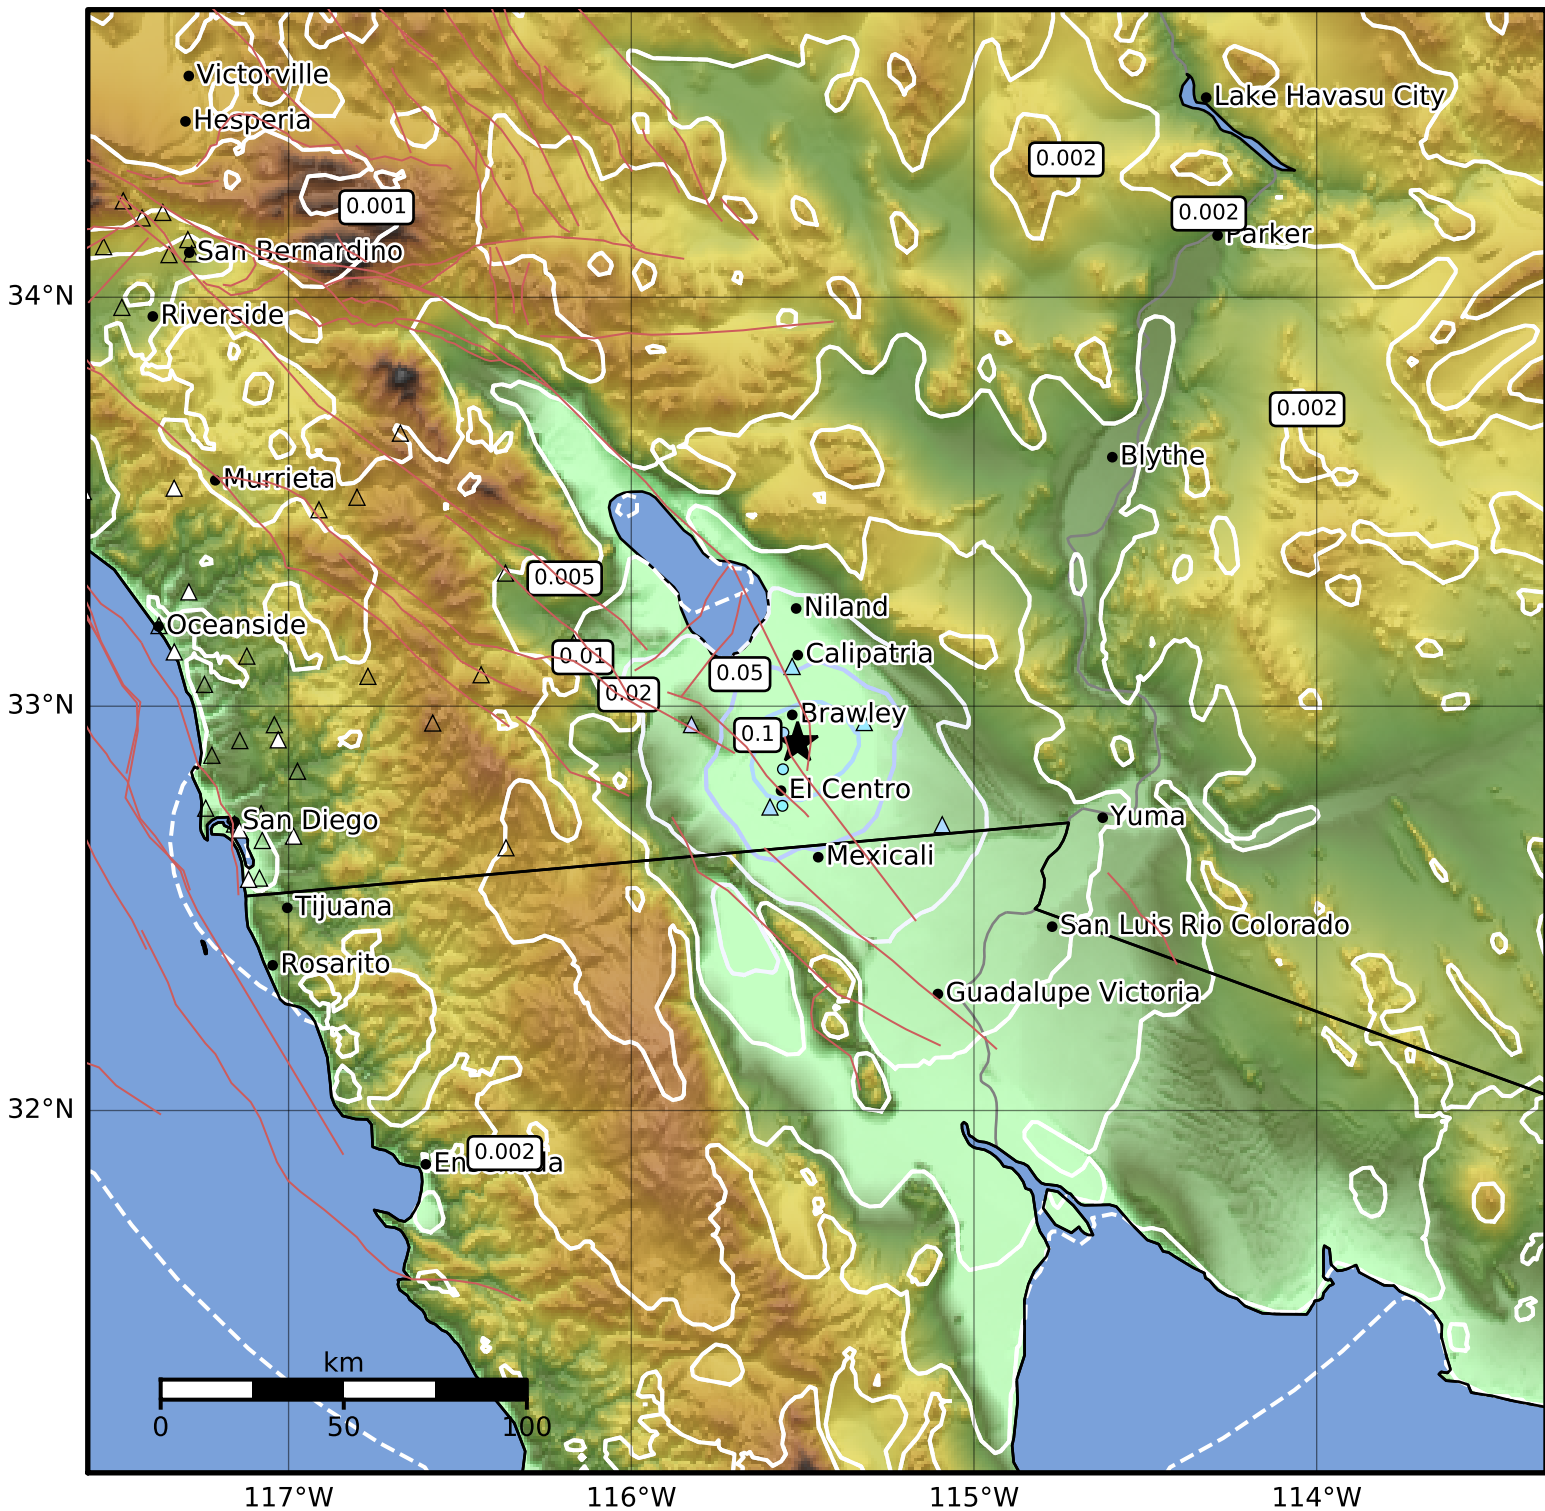 Victorville
Lake Havasu City
Hesperia
0.002
0.001
0.002
Parker
San Bernardino
34°N
Riverside
0.002
Blythe
Murrieta
0.005
Niland
Oceanside
0.01
Calipatria
0.05
0.02
33°N
Brawley
0.1
El Centro
San Diego
Yuma
Mexicali
Tijuana
San Luis Rio Colorado
Rosarito
Guadalupe Victoria
32°N
0.002
km
0 50 100
117°W 116°W 115°W 114°W